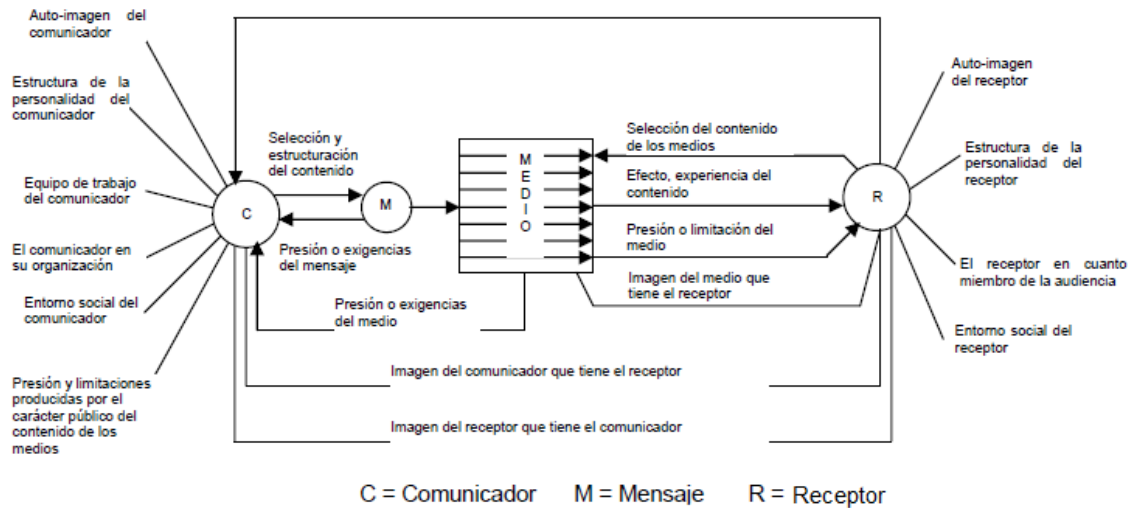 Auto-imagen del
comunicador
Estructura de la
personalidad del
comunicador
Equipo de trabajo
del comunicador
El comunicador en
su organización
Entorno social del
comunicador
Presión y limitaciones
producidas por el
carácter público del
contenido de los
medios
C
Selección y
estructuración
del contenido
M
Presión o exigencias
del mensaje
Presión o exigencias
del medio
M
E
D
I
O
Selección del contenido
de los medios
Efecto, experiencia del
contenido
Presión o limitación del
medio
Imagen del medio que
tiene el receptor
Imagen del comunicador que tiene el receptor
Imagen del receptor que tiene el comunicador
R
Auto-imagen
del receptor
Estructura de la
personalidad del
receptor
El receptor en cuanto
miembro de la audiencia
Entorno social del
receptor
C = Comunicador M = Mensaje R = Receptor